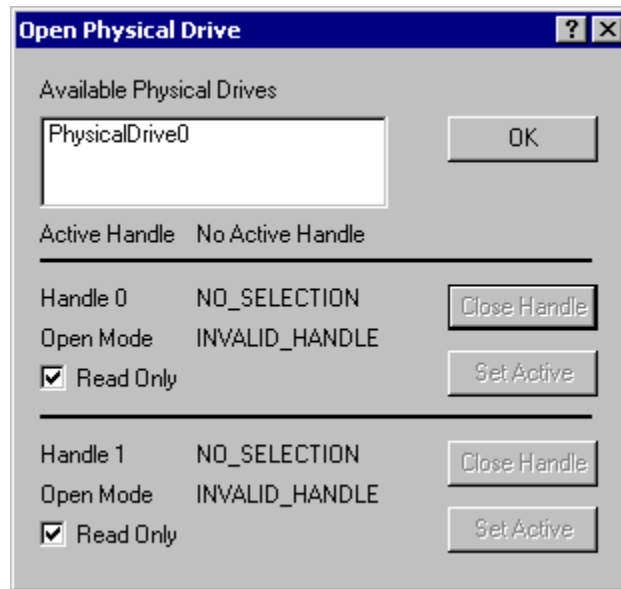 Open Physical Drive
Available Physical Drives
PhysicalDrive0
OK
Active Handle No Active Handle
Handle 0 NO_SELECTION Close Handle
Open Mode INVALID_HANDLE
Read Only Set Active
Handle 1 NO_SELECTION Close Handle
Open Mode INVALID_HANDLE
Read Only Set Active